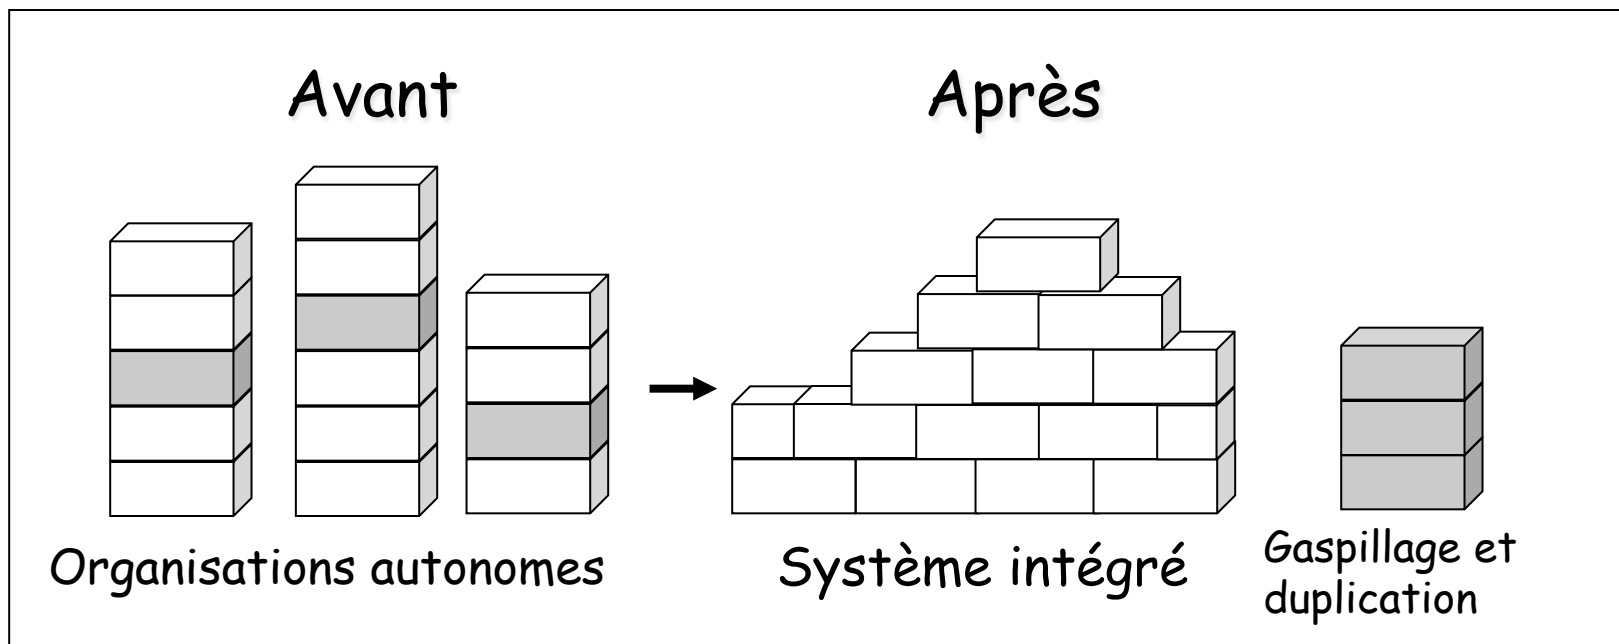 Avant
Après
Organisations autonomes
Système intégré
Gaspillage et
duplication